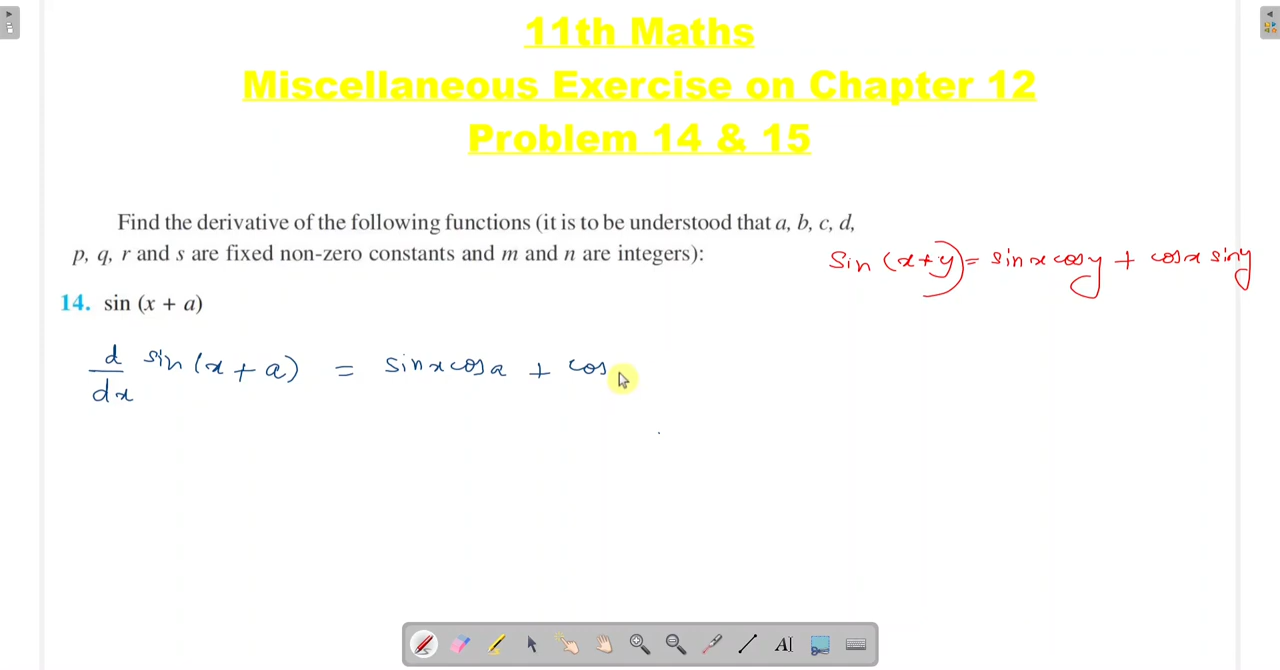 11th Maths
Miscellaneous Exercise on Chapter 12
Problem 14 & 15
Find the derivative of the following functions (it is to be understood that a, b, c, d,
p, q, r and s are fixed non-zero constants and m and n are integers):
sin (x+y) = sin x cos y + cos x sin y
14. sin (x + a)
d/dx sin (x + a) = sin x cos a + cos
AI